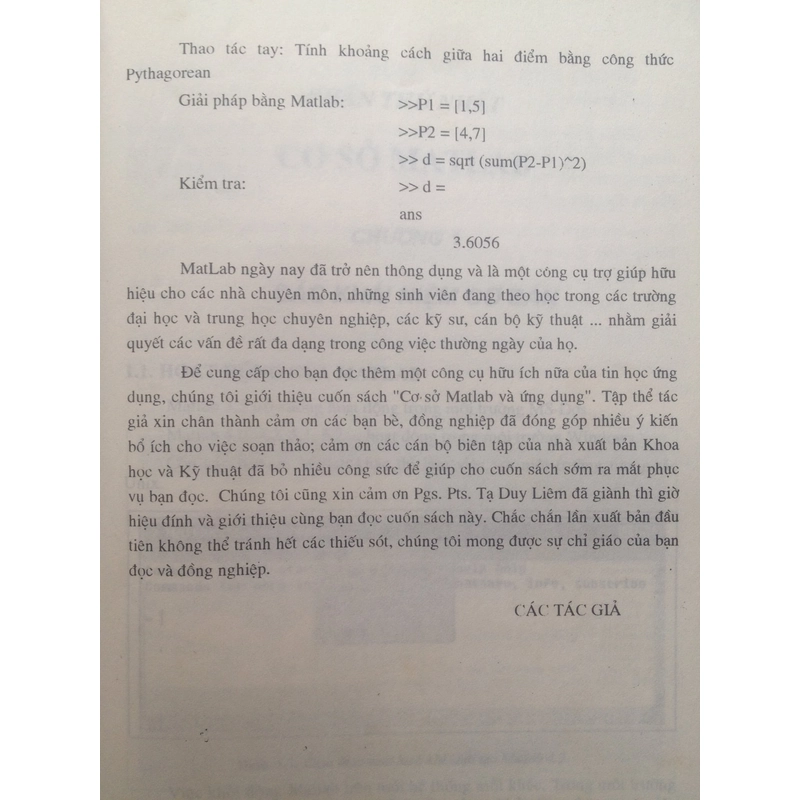 Thao tác tay: Tính khoảng cách giữa hai điểm bằng công thức
Pythagorean
Giải pháp bằng Matlab: >>P1 = [1,5]
>>P2 = [4,7]
>> d = sqrt (sum(P2-P1)^2)
Kiểm tra: >> d =
ans
3.6056
MatLab ngày nay đã trở nên thông dụng và là một công cụ trợ giúp hữu
hiệu cho các nhà chuyên môn, những sinh viên đang theo học trong các trường
đại học và trung học chuyên nghiệp, các kỹ sư, cán bộ kỹ thuật ... nhằm giải
quyết các vấn đề rất đa dạng trong công việc thường ngày của họ.
Để cung cấp cho bạn đọc thêm một công cụ hữu ích nữa của tin học ứng
dụng, chúng tôi giới thiệu cuốn sách "Cơ sở Matlab và ứng dụng". Tập thể tác
giả xin chân thành cảm ơn các bạn bè, đồng nghiệp đã đóng góp nhiều ý kiến
bổ ích cho việc soạn thảo; cảm ơn các cán bộ biên tập của nhà xuất bản Khoa
học và Kỹ thuật đã bỏ nhiều công sức để giúp cho cuốn sách sớm ra mắt phục
vụ bạn đọc. Chúng tôi cũng xin cảm ơn Pgs. Pts. Tạ Duy Liêm đã giành thì giờ
hiệu đính và giới thiệu cùng bạn đọc cuốn sách này. Chắc chắn lần xuất bản đầu
tiên không thể tránh hết các thiếu sót, chúng tôi mong được sự chỉ giáo của bạn
đọc và đồng nghiệp.
CÁC TÁC GIẢ